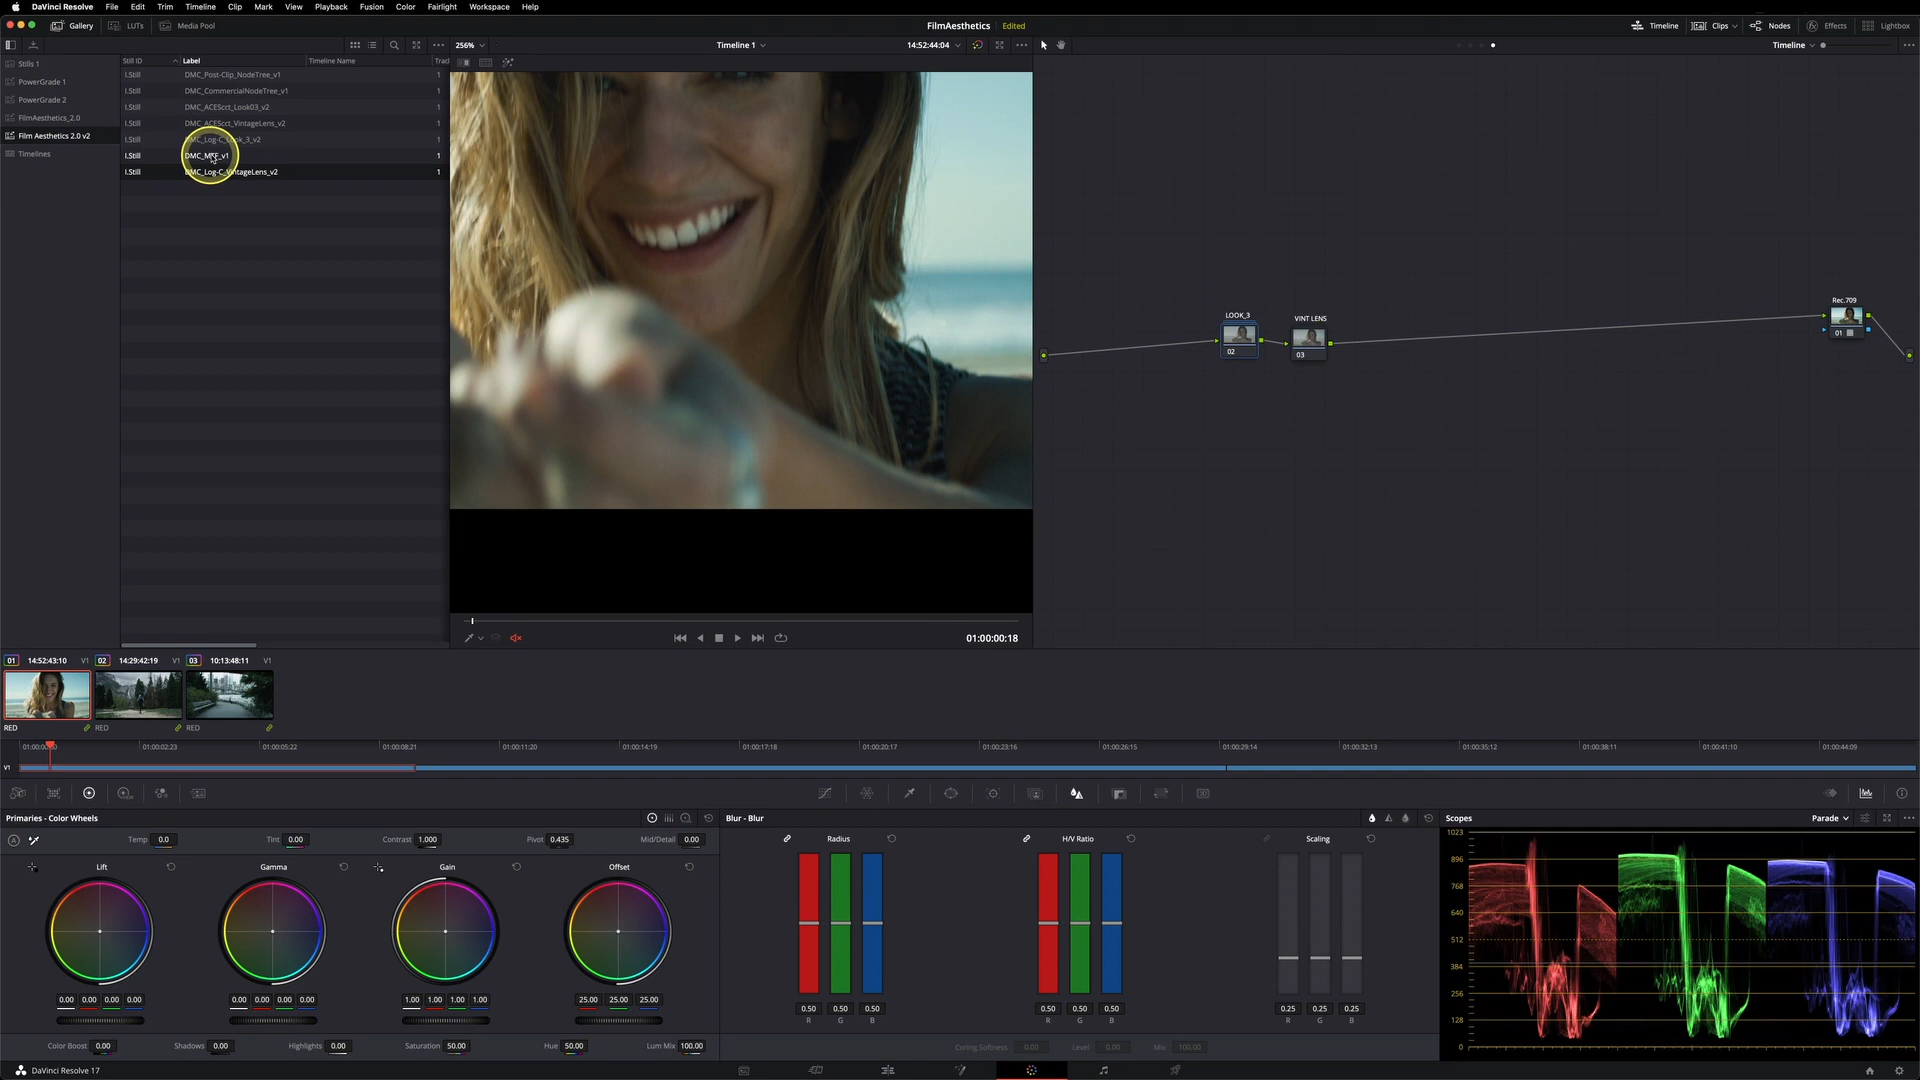 DaVinci Resolve File Edit Trim Timeline Clip Mark View Playback Fusion Color Fairlight Workspace Help
Gallery LUTs Media Pool FilmAesthetics Edited Timeline Clips Nodes Effects Lightbox
256% Timeline 1 14:52:44:04 Timeline
Still ID Label Timeline Name
Stills 1
PowerGrade 1
PowerGrade 2
FilmAesthetics_2.0
Film Aesthetics 2.0 v2
Timelines
I.Still DMC_Post-Clip_NodeTree_v1 1
I.Still DMC_CommercialNodeTree_v1 1
I.Still DMC_ACEScct_Look03_v2 1
I.Still DMC_ACEScct_VintageLens_v2 1
I.Still DMC_Log-C_Look_3_v2 1
I.Still DMC_MTF_v1 1
I.Still DMC_Log-C_VintageLens_v2 1
LOOK_3
02
VINT LENS
03
Rec.709
01
01:00:00:18
01 14:52:43:10 V1 02 14:29:42:19 V1 03 10:13:48:11 V1
RED RED RED
01:00:02:23 01:00:05:22 01:00:08:21 01:00:11:20 01:00:14:19 01:00:17:18 01:00:20:17 01:00:23:16 01:00:26:15 01:00:29:14 01:00:32:13 01:00:35:12 01:00:38:11 01:00:41:10 01:00:44:09
V1
Primaries - Color Wheels
Temp 0.0 Tint 0.00 Contrast 1.000 Pivot 0.435 Mid/Detail 0.00
Lift Gamma Gain Offset
0.00 0.00 0.00 0.00 0.00 0.00 0.00 0.00 1.00 1.00 1.00 1.00 25.00 25.00 25.00
Color Boost 0.00 Shadows 0.00 Highlights 0.00 Saturation 50.00 Hue 50.00 Lum Mix 100.00
Blur - Blur
Radius H/V Ratio Scaling
0.50 0.50 0.50 0.50 0.50 0.50 0.25 0.25 0.25
R G B R G B R G B
Coring Softness 0.00 Level 0.00 Mix 100.00
Scopes Parade
1023
896
768
640
512
384
256
128
0
DaVinci Resolve 17